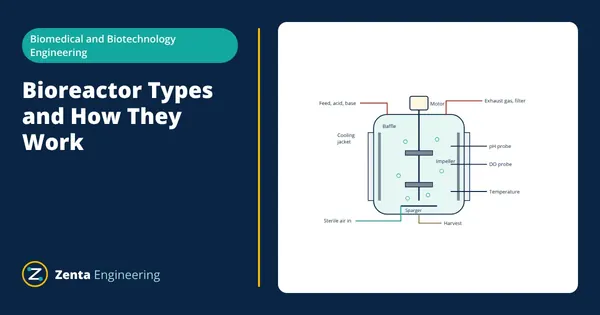 Biomedical and Biotechnology
Engineering
Bioreactor Types
and How They
Work
Zenta Engineering
Feed, acid, base
Motor
Exhaust gas, filter
Baffle
Cooling
jacket
pH probe
Impeller
DO probe
Temperature
Sparger
Sterile air in
Harvest